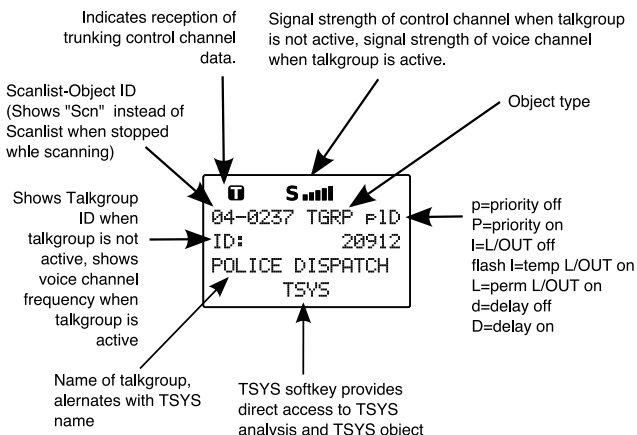 Indicates reception of
trunking control channel
data.
Signal strength of control channel when talkgroup
is not active, signal strength of voice channel
when talkgroup is active.
Scanlist-Object ID
(Shows "Scn" instead of
Scanlist when stopped
whle scanning)
Object type
T S
04-0237 TGRP plD
ID: 20912
POLICE DISPATCH
TSYS
Shows Talkgroup
ID when
talkgroup is not
active, shows
voice channel
frequency when
talkgroup is
active
p=priority off
P=priority on
l=L/OUT off
flash l=temp L/OUT on
L=perm L/OUT on
d=delay off
D=delay on
Name of talkgroup,
alernates with TSYS
name
TSYS softkey provides
direct access to TSYS
analysis and TSYS object